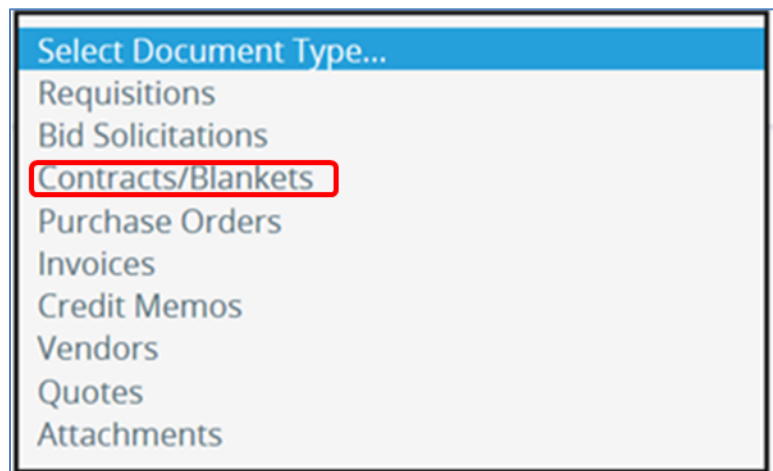 Select Document Type...
Requisitions
Bid Solicitations
Contracts/Blankets
Purchase Orders
Invoices
Credit Memos
Vendors
Quotes
Attachments